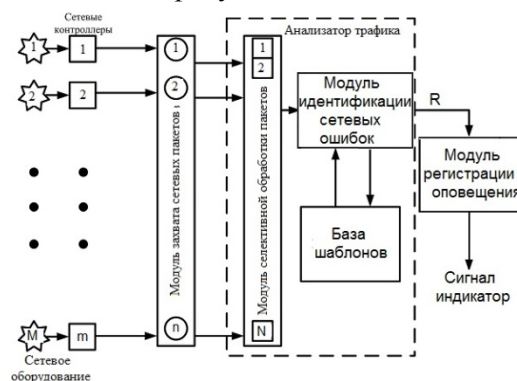 Сетевые
контроллеры
1
1
2
2
M
m
Сетевое
оборудование
1
2
n
Модуль захвата сетевых пакетов
1
2
N
Модуль селективной обработки пакетов
Анализатор трафика
Модуль
идентификации
сетевых
ошибок
База
шаблонов
R
Модуль
регистрации
оповещения
Сигнал
индикатор